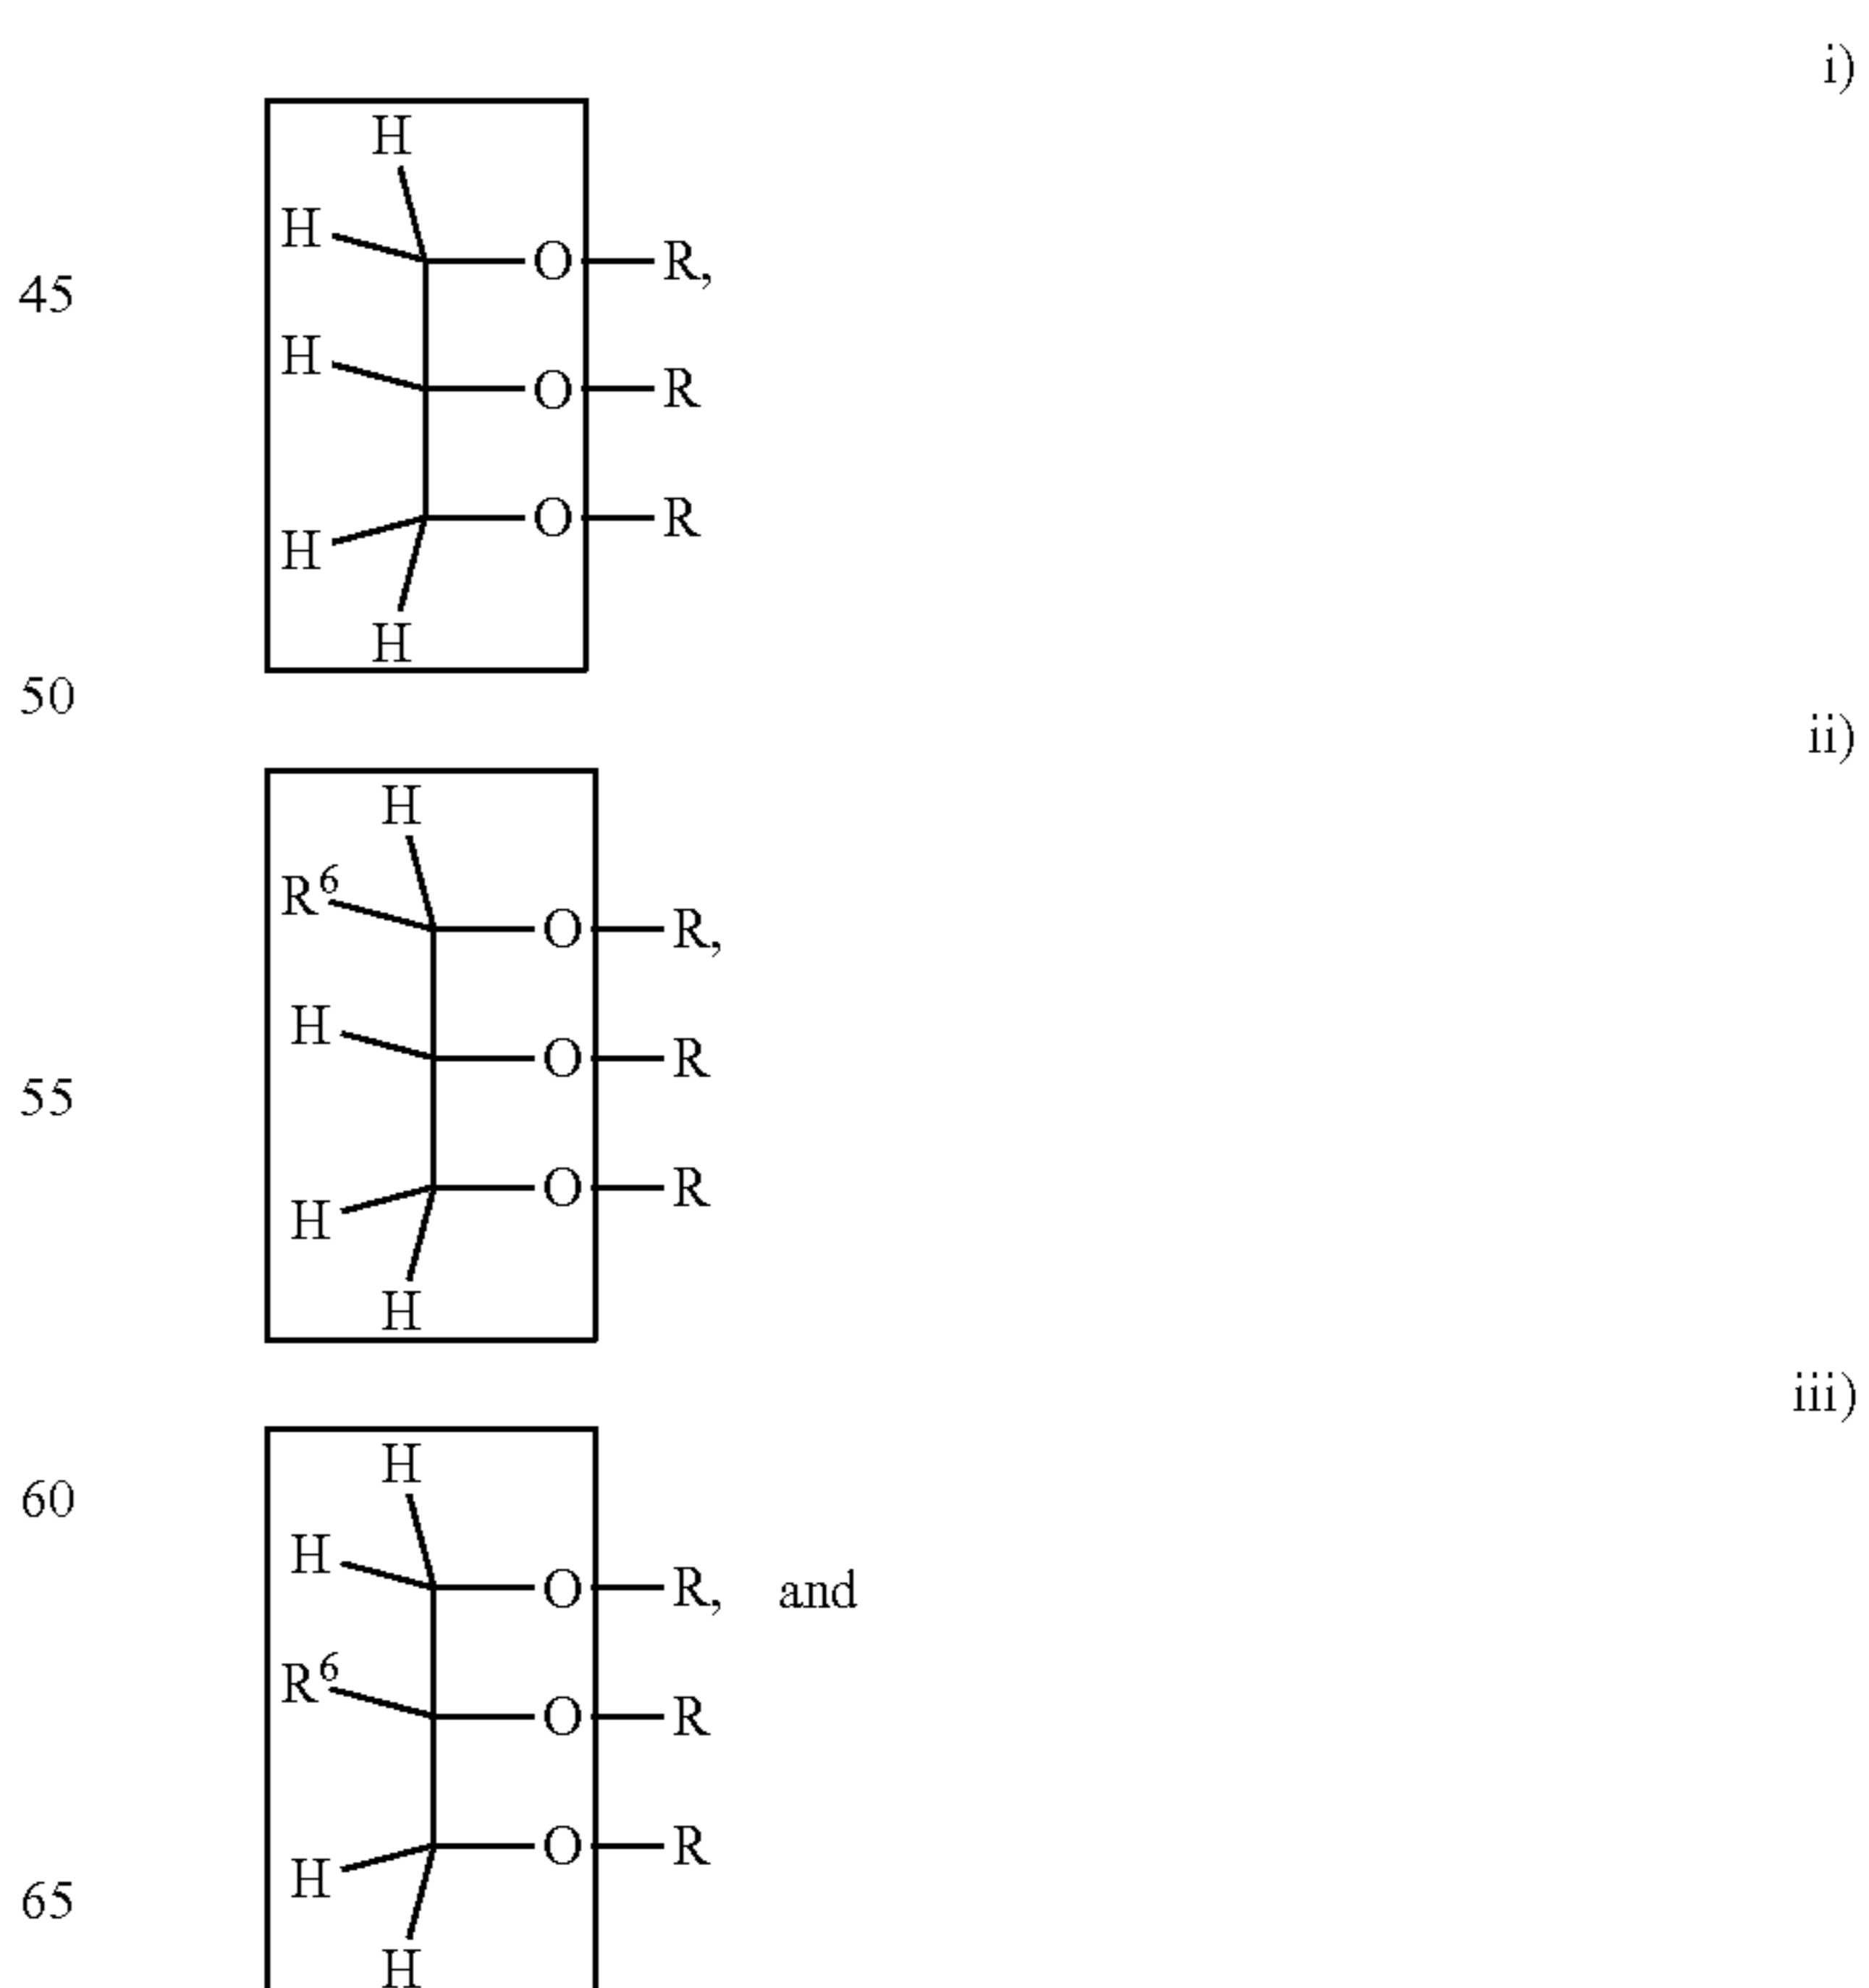 i)
H
H O R,
45
H O R
H O R
H
50
ii)
H
R⁶ O R,
H O R
55
H O R
H
iii)
H
60
H O R, and
R⁶ O R
H O R
65
H